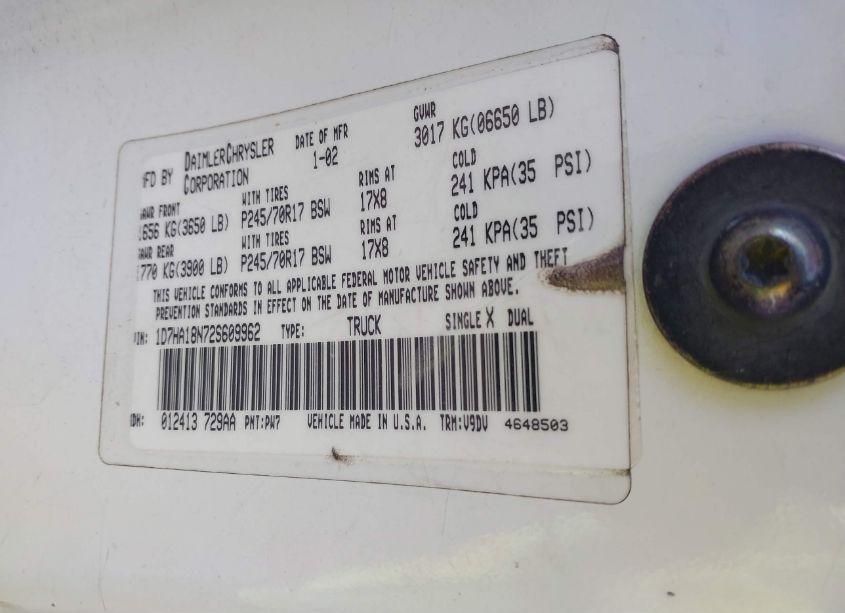 MFD BY DAIMLERCHRYSLER CORPORATION DATE OF MFR 1-02 GVWR 3017 KG(06650 LB)
GAWR FRONT WITH TIRES RIMS AT COLD
1656 KG(3650 LB) P245/70R17 BSW 17X8 241 KPA(35 PSI)
GAWR REAR WITH TIRES RIMS AT COLD
1770 KG(3900 LB) P245/70R17 BSW 17X8 241 KPA(35 PSI)
THIS VEHICLE CONFORMS TO ALL APPLICABLE FEDERAL MOTOR VEHICLE SAFETY AND THEFT
PREVENTION STANDARDS IN EFFECT ON THE DATE OF MANUFACTURE SHOWN ABOVE.
VIN: 1D7HA18N72S609962 TYPE: TRUCK SINGLE X DUAL
MDH: 012413 729AA PNT:PW7 VEHICLE MADE IN U.S.A. TRM:V9DV 4648503